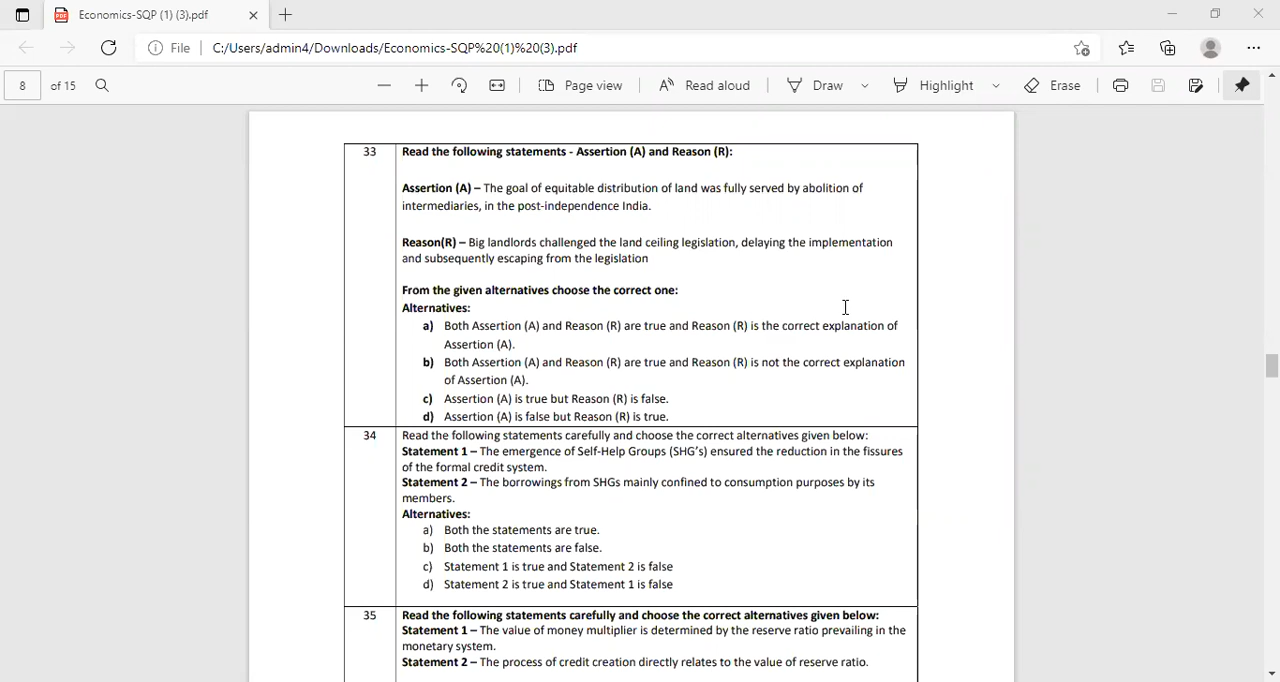 Economics-SQP (1) (3).pdf
File
C:/Users/admin4/Downloads/Economics-SQP%20(1)%20(3).pdf
8 of 15
Page view
Read aloud
Draw
Highlight
Erase
33 Read the following statements - Assertion (A) and Reason (R):
Assertion (A) – The goal of equitable distribution of land was fully served by abolition of
intermediaries, in the post-independence India.
Reason(R) – Big landlords challenged the land ceiling legislation, delaying the implementation
and subsequently escaping from the legislation
From the given alternatives choose the correct one:
Alternatives:
a) Both Assertion (A) and Reason (R) are true and Reason (R) is the correct explanation of
Assertion (A).
b) Both Assertion (A) and Reason (R) are true and Reason (R) is not the correct explanation
of Assertion (A).
c) Assertion (A) is true but Reason (R) is false.
d) Assertion (A) is false but Reason (R) is true.
34 Read the following statements carefully and choose the correct alternatives given below:
Statement 1 – The emergence of Self-Help Groups (SHG’s) ensured the reduction in the fissures
of the formal credit system.
Statement 2 – The borrowings from SHGs mainly confined to consumption purposes by its
members.
Alternatives:
a) Both the statements are true.
b) Both the statements are false.
c) Statement 1 is true and Statement 2 is false
d) Statement 2 is true and Statement 1 is false
35 Read the following statements carefully and choose the correct alternatives given below:
Statement 1 – The value of money multiplier is determined by the reserve ratio prevailing in the
monetary system.
Statement 2 – The process of credit creation directly relates to the value of reserve ratio.